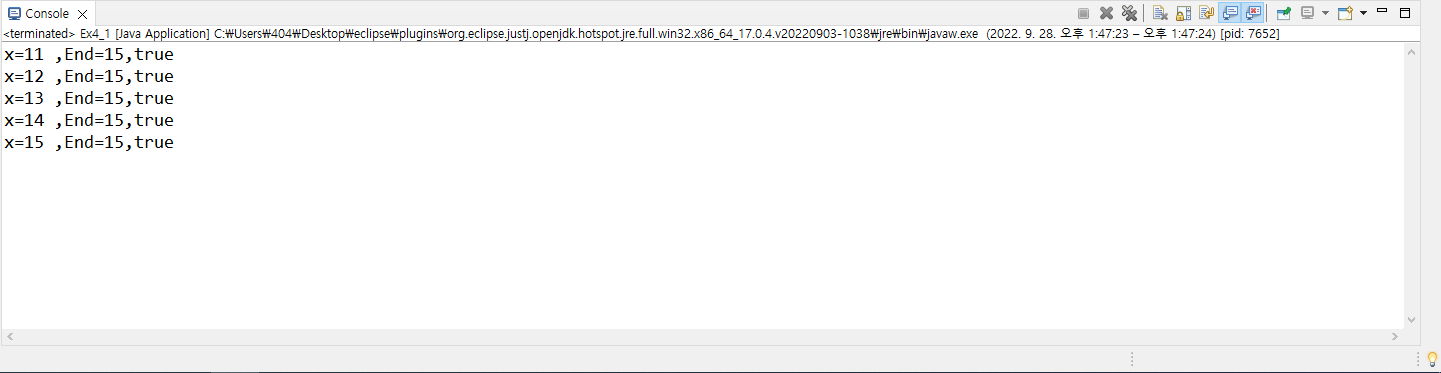 Console
<terminated> Ex4_1 [Java Application] C:₩Users₩404₩Desktop₩eclipse₩plugins₩org.eclipse.justj.openjdk.hotspot.jre.full.win32.x86_64_17.0.4.v20220903-1038₩jre₩bin₩javaw.exe (2022. 9. 28. 오후 1:47:23 – 오후 1:47:24) [pid: 7652]
x=11 ,End=15,true
x=12 ,End=15,true
x=13 ,End=15,true
x=14 ,End=15,true
x=15 ,End=15,true